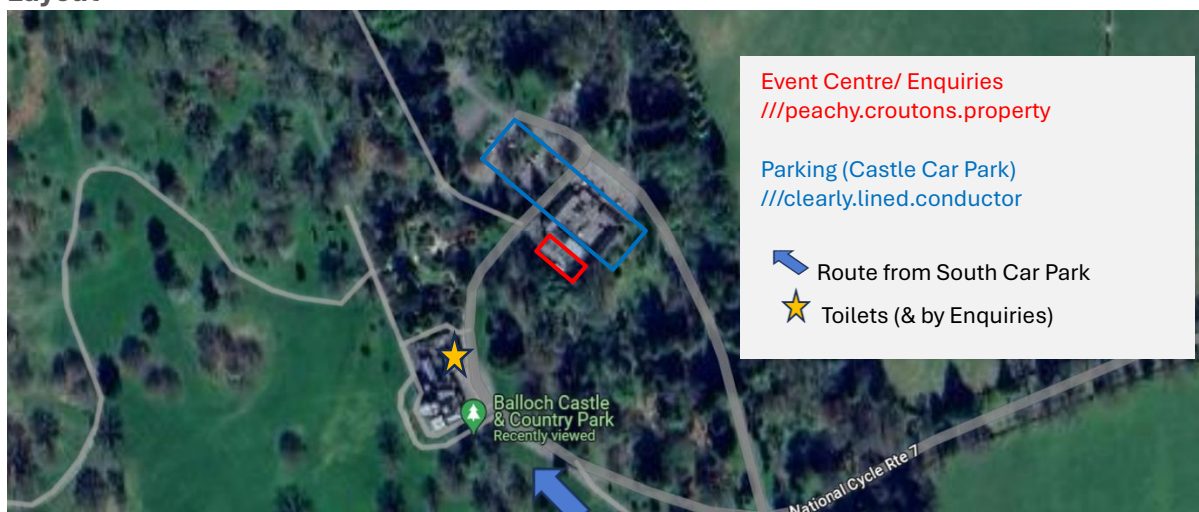 Layout
Event Centre/ Enquiries
///peachy.croutons.property
Parking (Castle Car Park)
///clearly.lined.conductor
Route from South Car Park
Toilets (& by Enquiries)
Balloch Castle
& Country Park
Recently viewed
National Cycle Rte 7